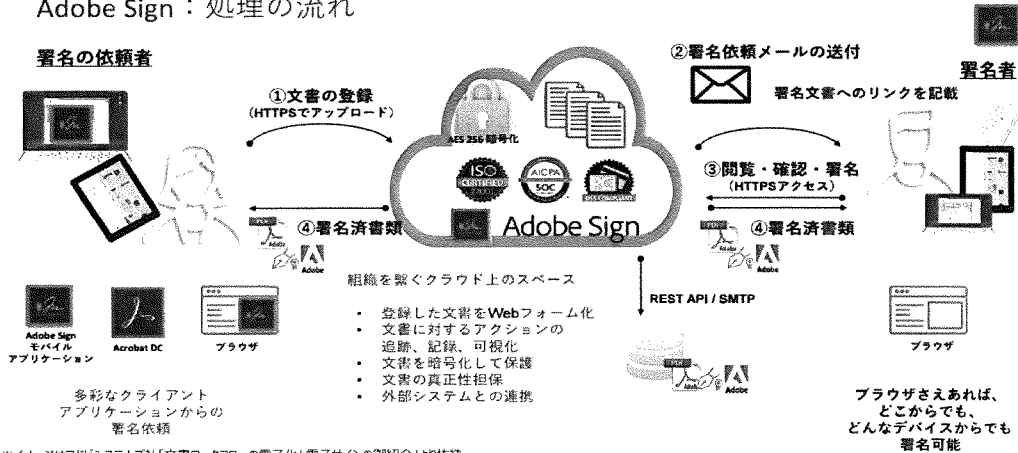 Adobe Sign：処理の流れ
署名の依頼者
①文書の登録
(HTTPSでアップロード)
AES 256 暗号化
ISO
CERTIFIED
AICPA
SOC
Adobe Sign
②署名依頼メールの送付
署名文書へのリンクを記載
署名者
③閲覧・確認・署名
(HTTPSアクセス)
④署名済書類
Adobe
④署名済書類
Adobe
組織を繋ぐクラウド上のスペース
• 登録した文書をWebフォーム化
• 文書に対するアクションの
追跡、記録、可視化
• 文書を暗号化して保護
• 文書の真正性担保
• 外部システムとの連携
REST API / SMTP
Adobe
Adobe Sign
モバイル
アプリケーション
Acrobat DC
ブラウザ
多彩なクライアント
アプリケーションからの
署名依頼
ブラウザ
ブラウザさえあれば、
どこからでも、
どんなデバイスからでも
署名可能